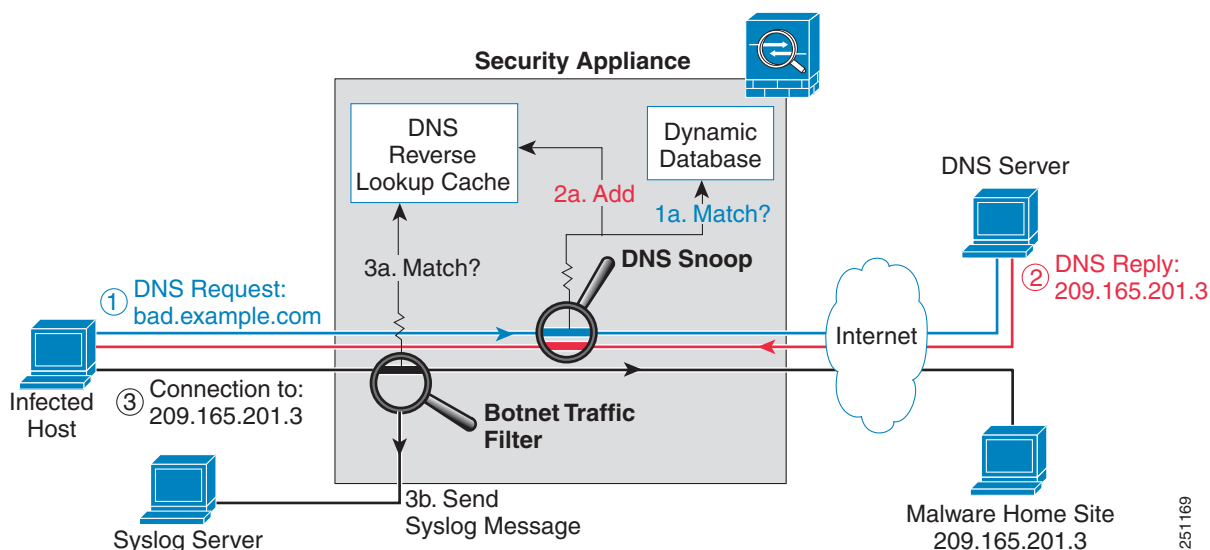 Security Appliance
DNS
Reverse
Lookup Cache
Dynamic
Database
DNS Server
2a. Add
1a. Match?
3a. Match?
DNS Snoop
① DNS Request:
bad.example.com
② DNS Reply:
209.165.201.3
Internet
Infected
Host
③ Connection to:
209.165.201.3
Botnet Traffic
Filter
3b. Send
Syslog Message
Syslog Server
Malware Home Site
209.165.201.3
251169